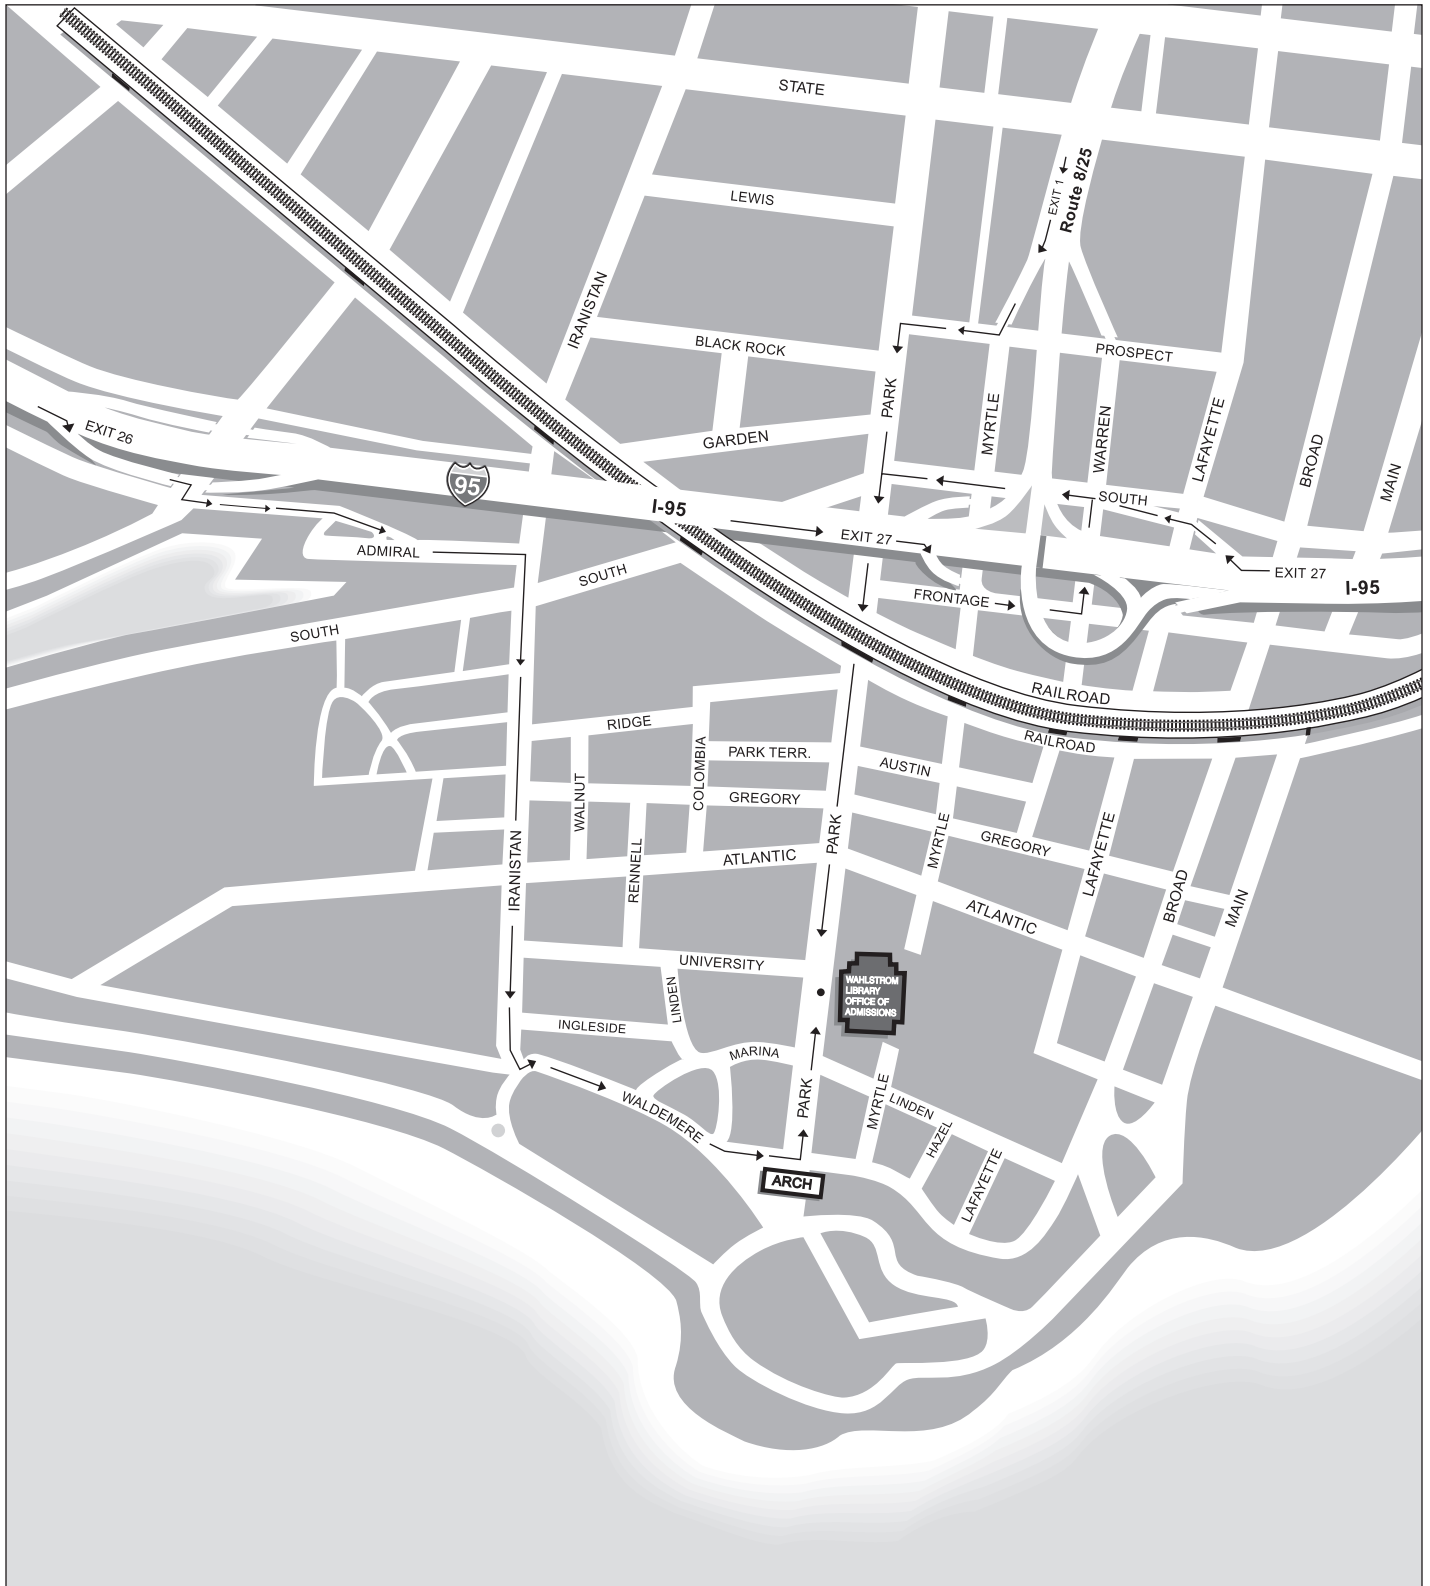 STATE
EXIT 1
Route 8/25
LEWIS
IRANISTAN
BLACK ROCK
PROSPECT
PARK
MYRTLE
WARREN
LAFAYETTE
BROAD
MAIN
GARDEN
EXIT 26
95
I-95
SOUTH
EXIT 27
EXIT 27
I-95
ADMIRAL
SOUTH
FRONTAGE
SOUTH
RAILROAD
RAILROAD
RIDGE
COLOMBIA
PARK TERR.
AUSTIN
WALNUT
GREGORY
PARK
MYRTLE
GREGORY
LAFAYETTE
IRANISTAN
RENNELL
ATLANTIC
BROAD
MAIN
ATLANTIC
UNIVERSITY
LINDEN
WAHLSTROM
LIBRARY
OFFICE OF
ADMISSIONS
INGLESIDE
MARINA
PARK
MYRTLE
LINDEN
WALDEMERE
HAZEL
LAFAYETTE
ARCH